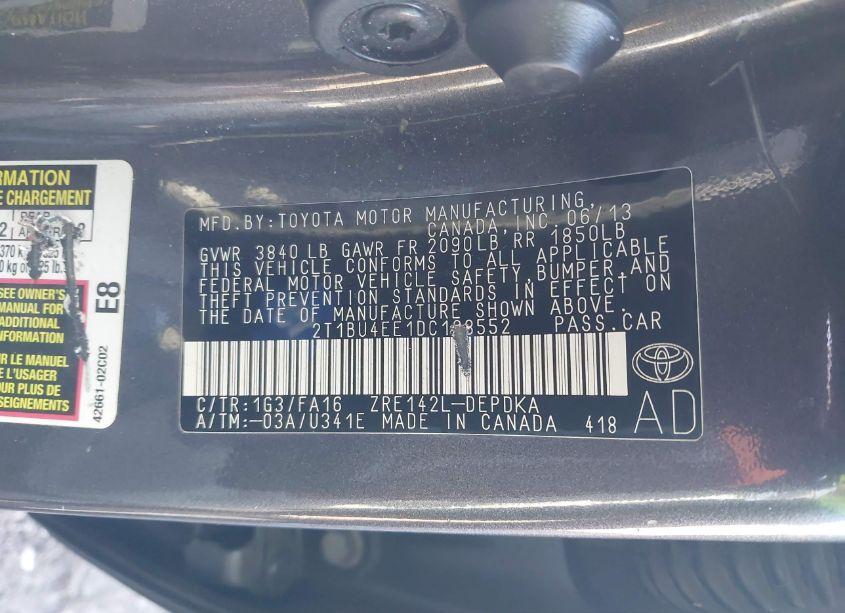 RMATION
E CHARGEMENT
SEE OWNER'S
MANUAL FOR
ADDITIONAL
INFORMATION
R LE MANUEL
E L'USAGER
OUR PLUS DE
SEIGNEMENTS
E8
42661-02C02
MFD.BY:TOYOTA MOTOR MANUFACTURING,
CANADA,INC. 06/13
GVWR 3840 LB GAWR FR 2090LB RR 1850LB
THIS VEHICLE CONFORMS TO ALL APPLICABLE
FEDERAL MOTOR VEHICLE SAFETY,BUMPER,AND
THEFT PREVENTION STANDARDS IN EFFECT ON
THE DATE OF MANUFACTURE SHOWN ABOVE.
PASS.CAR
C/TR:1G3/FA16 ZRE142L-DEPDKA
A/TM:-03A/U341E MADE IN CANADA 418
AD